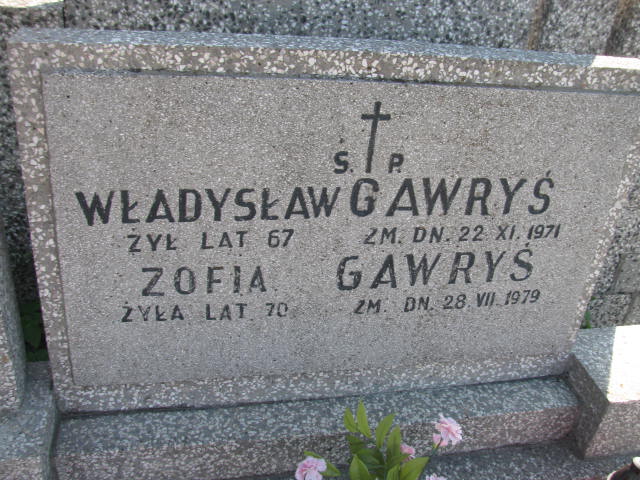 Ś. P.
WŁADYSŁAW GAWRYŚ
ŻYŁ LAT 67 ZM. DN. 22 XI. 1971
ZOFIA GAWRYŚ
ŻYŁA LAT. 70 ZM. DN. 28. VII. 1979